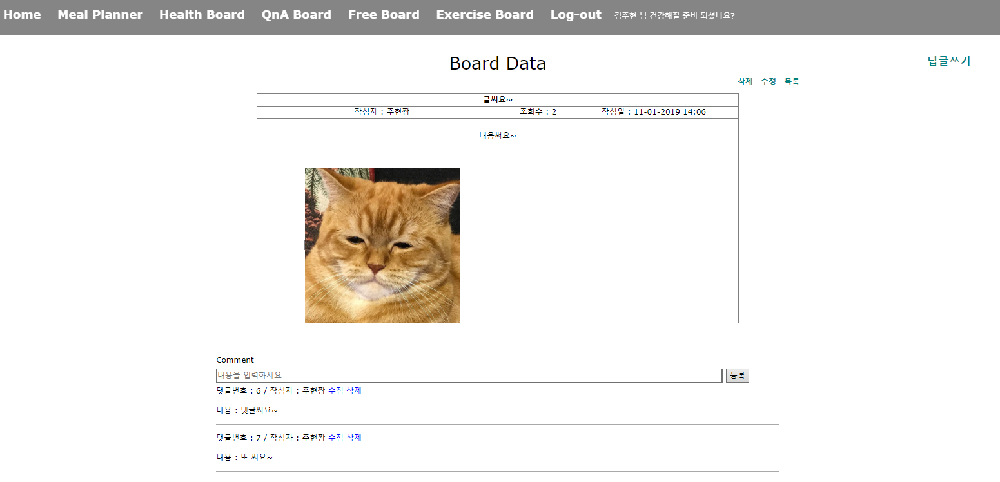 Home Meal Planner Health Board QnA Board Free Board Exercise Board Log-out 김주현 님 건강해질 준비 되셨나요?
Board Data
답글쓰기
삭제 수정 목록
글써요~
작성자 : 주현짱 조회수 : 2 작성일 : 11-01-2019 14:06
내용써요~
Comment
내용을 입력하세요 등록
댓글번호 : 6 / 작성자 : 주현짱 수정 삭제
내용 : 댓글써요~
댓글번호 : 7 / 작성자 : 주현짱 수정 삭제
내용 : 또 써요~